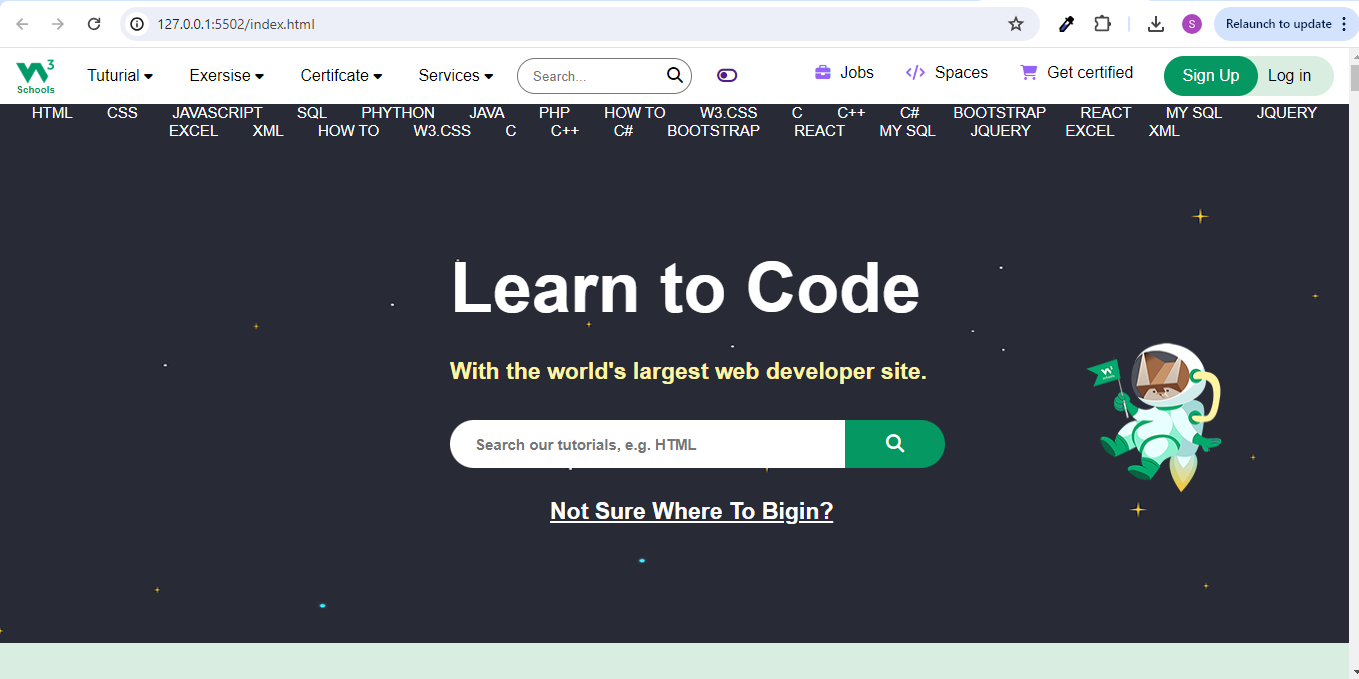 127.0.0.1:5502/index.html
S
Relaunch to update
W3
Schools
Tuturial Exersise Certifcate Services Search... Jobs </> Spaces Get certified Sign Up Log in
HTML CSS JAVASCRIPT SQL PHYTHON JAVA PHP HOW TO W3.CSS C C++ C# BOOTSTRAP REACT MY SQL JQUERY
EXCEL XML HOW TO W3.CSS C C++ C# BOOTSTRAP REACT MY SQL JQUERY EXCEL XML
Learn to Code
With the world's largest web developer site.
Search our tutorials, e.g. HTML
Not Sure Where To Bigin?